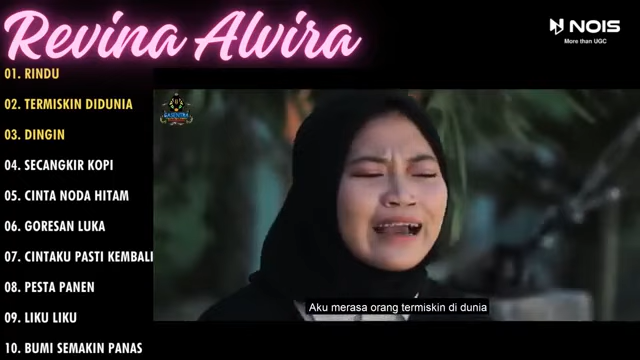 Revina Alvira
NOIS
More than UGC
01. RINDU
02. TERMISKIN DIDUNIA
03. DINGIN
04. SECANGKIR KOPI
05. CINTA NODA HITAM
06. GORESAN LUKA
07. CINTAKU PASTI KEMBALI
08. PESTA PANEN
09. LIKU LIKU
10. BUMI SEMAKIN PANAS
Aku merasa orang termiskin di dunia